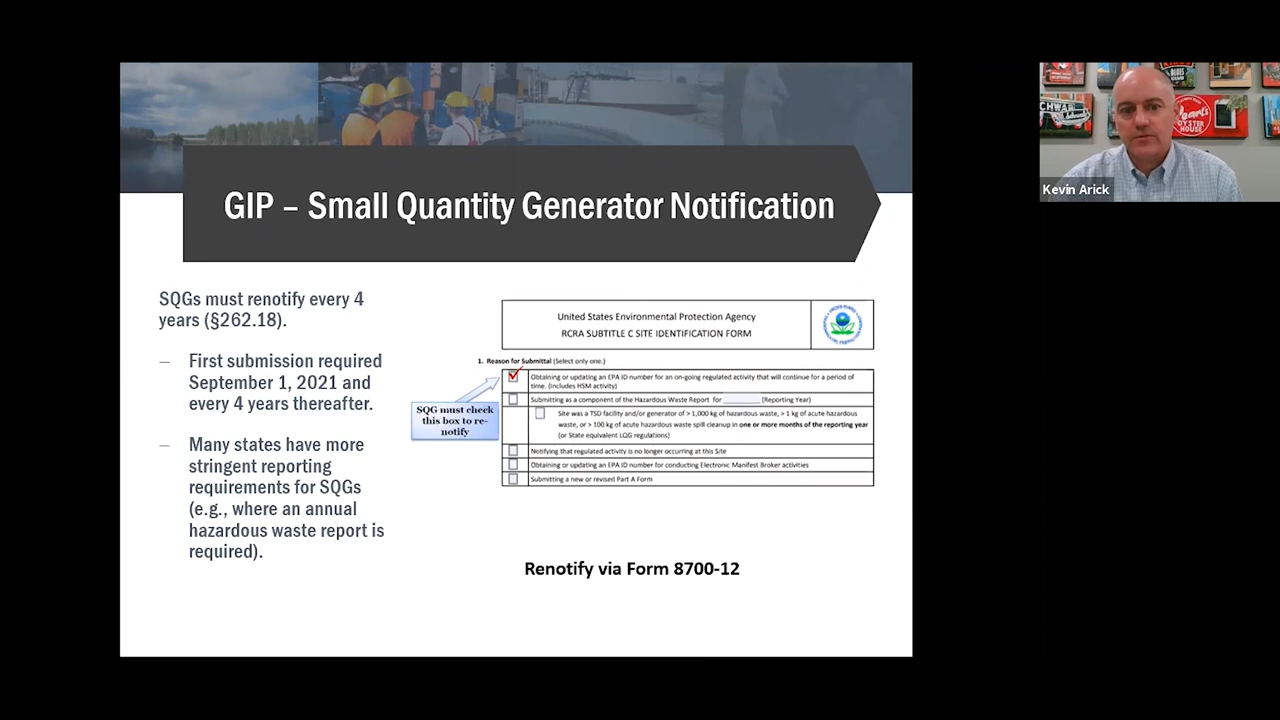 GIP – Small Quantity Generator Notification
SQGs must renotify every 4
years (§262.18).
– First submission required
September 1, 2021 and
every 4 years thereafter.
– Many states have more
stringent reporting
requirements for SQGs
(e.g., where an annual
hazardous waste report is
required).
United States Environmental Protection Agency
RCRA SUBTITLE C SITE IDENTIFICATION FORM
1. Reason for Submittal (Select only one.)
Obtaining or updating an EPA ID number for an on-going regulated activity that will continue for a period of
time. (Includes HSM activity)
Submitting as a component of the Hazardous Waste Report for ________ (Reporting Year)
Site was a TSD facility and/or generator of > 1,000 kg of hazardous waste, > 1 kg of acute hazardous
waste, or > 100 kg of acute hazardous waste spill cleanup in one or more months of the reporting year
(or State equivalent LQG regulations)
Notifying that regulated activity is no longer occurring at this Site
Obtaining or updating an EPA ID number for conducting Electronic Manifest Broker activities
Submitting a new or revised Part A Form
SQG must check
this box to re-
notify
Renotify via Form 8700-12
BLUES
SCHWAB
Pearl's
OYSTER
HOUSE
Kevin Arick